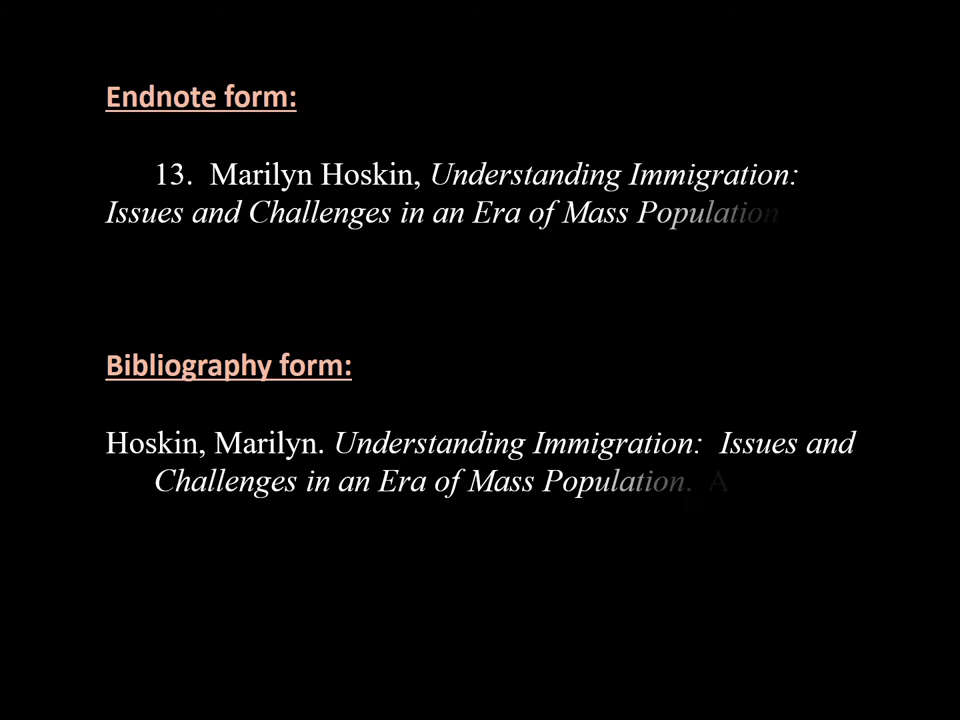 Endnote form:
13. Marilyn Hoskin, Understanding Immigration:
Issues and Challenges in an Era of Mass Population
Bibliography form:
Hoskin, Marilyn. Understanding Immigration: Issues and
Challenges in an Era of Mass Population. A